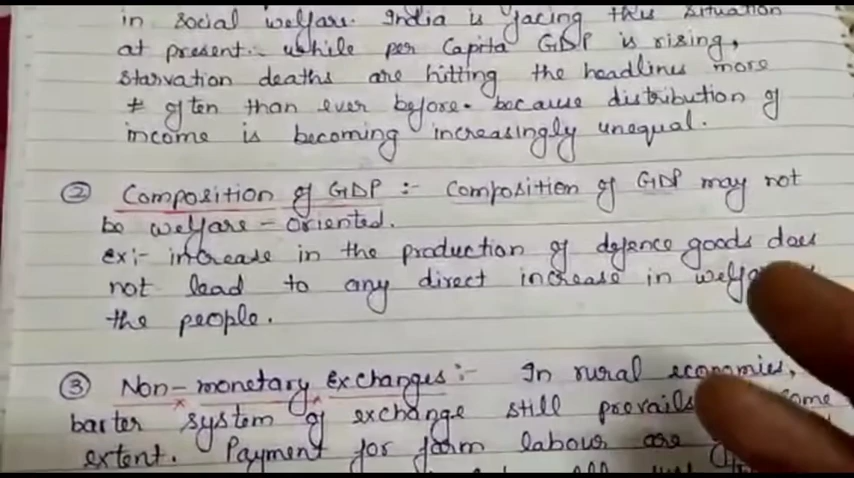 in social welfare. India is facing this situation
at present. while per Capita GDP is rising,
starvation deaths are hitting the headlines more
often than ever before. because distribution of
income is becoming increasingly unequal.
② Composition of GDP :- Composition of GDP may not
be welfare-oriented.
ex:- increase in the production of defence goods does
not lead to any direct increase in
the people.
③ Non-monetary exchanges :- In rural economies,
barter system of exchange still prevails
extent. Payment for farm labour are